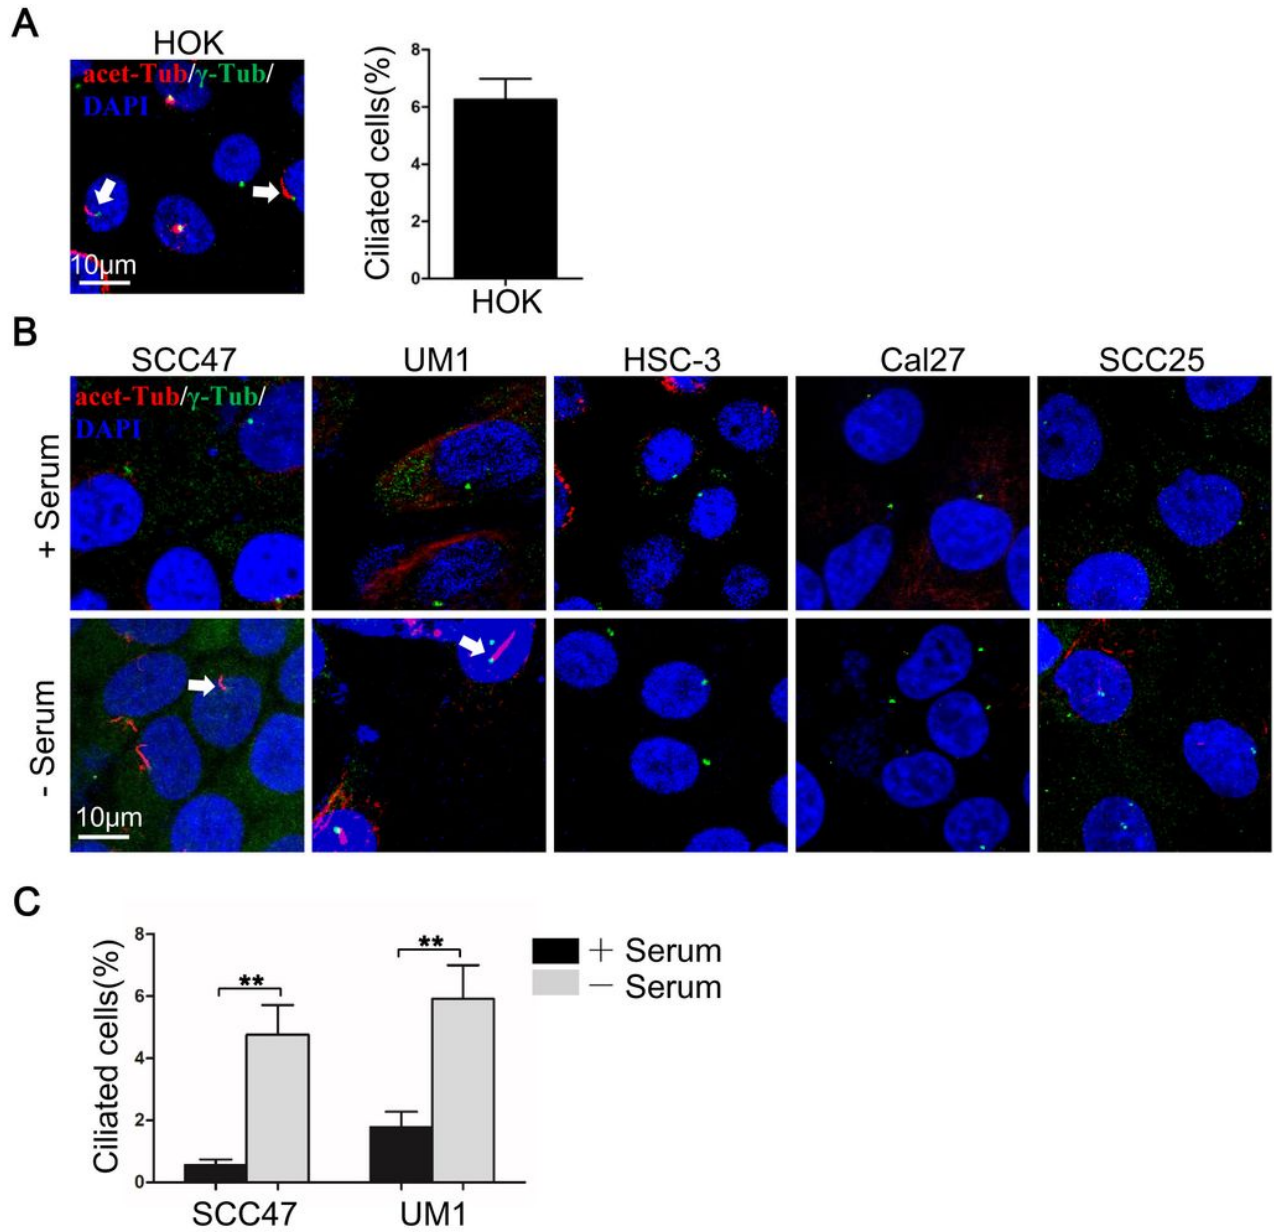 A
HOK
acet-Tub/γ-Tub/
DAPI
10μm
Ciliated cells(%)
8
6
4
2
0
HOK
B
SCC47 UM1 HSC-3 Cal27 SCC25
acet-Tub/γ-Tub/
DAPI
+ Serum
- Serum
10μm
C
Ciliated cells(%)
8
6
4
2
0
**
**
+ Serum
− Serum
SCC47 UM1